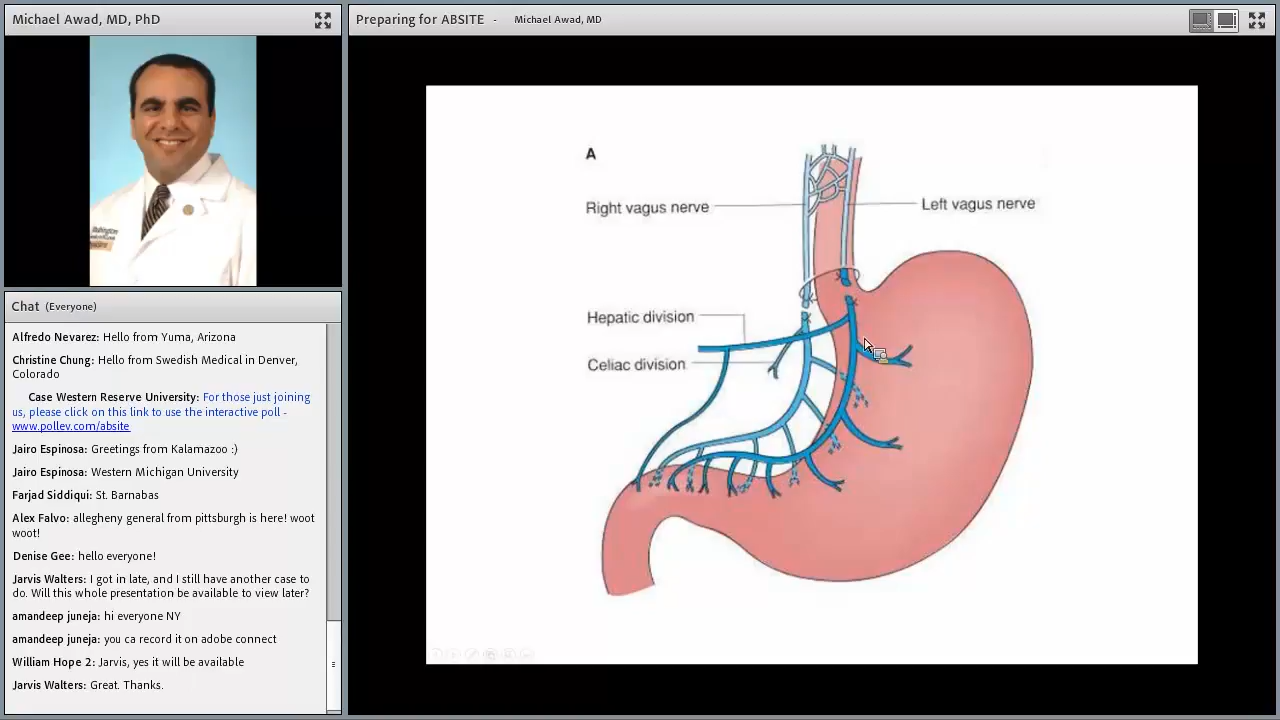 Michael Awad, MD, PhD
Preparing for ABSITE - Michael Awad, MD
A
Right vagus nerve
Left vagus nerve
Hepatic division
Celiac division
Chat (Everyone)
Alfredo Nevarez: Hello from Yuma, Arizona
Christine Chung: Hello from Swedish Medical in Denver,
Colorado
Case Western Reserve University: For those just joining
us, please click on this link to use the interactive poll -
www.pollev.com/absite
Jairo Espinosa: Greetings from Kalamazoo :)
Jairo Espinosa: Western Michigan University
Farjad Siddiqui: St. Barnabas
Alex Falvo: allegheny general from pittsburgh is here! woot
woot!
Denise Gee: hello everyone!
Jarvis Walters: I got in late, and I still have another case to
do. Will this whole presentation be available to view later?
amandeep juneja: hi everyone NY
amandeep juneja: you ca record it on adobe connect
William Hope 2: Jarvis, yes it will be available
Jarvis Walters: Great. Thanks.